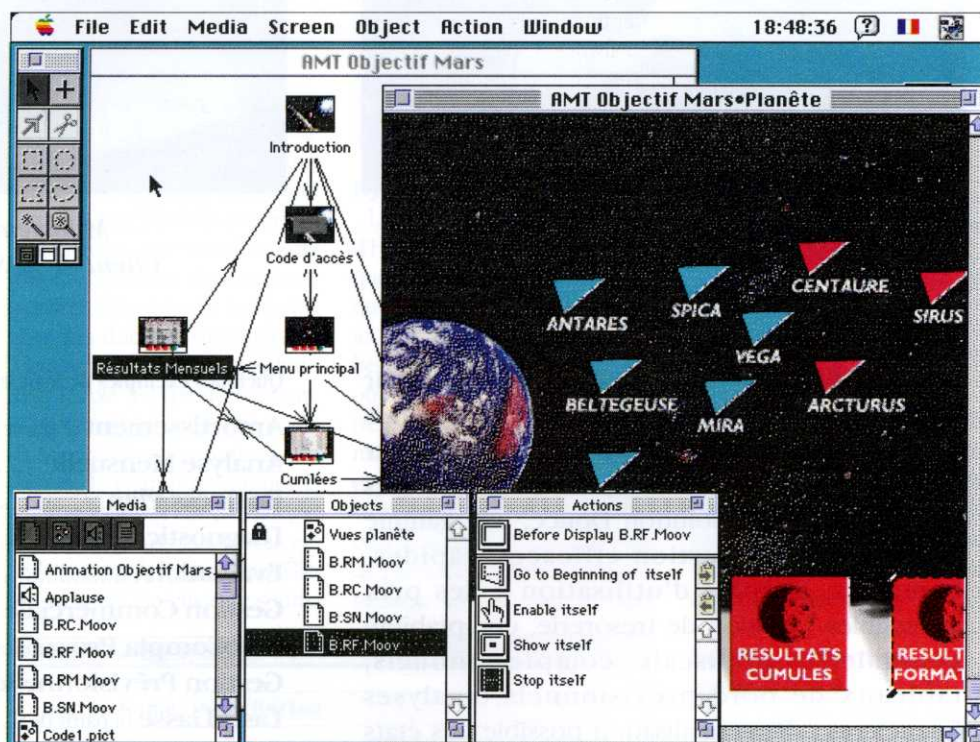 File Edit Media Screen Object Action Window 18:48:36
AMT Objectif Mars
AMT Objectif Mars•Planête
Introduction
Code d'accès
Résultats Mensuels
Menu principal
Cumlées
ANTARES
SPICA
CENTAURE
SIRUS
VEGA
BELTEGEUSE
MIRA
ARCTURUS
RESULTATS
CUMULES
RESULT
FORMAT
Media
Animation Objectif Mars
Applause
B.RC.Moov
B.RF.Moov
B.RM.Moov
B.SN.Moov
Code1.pict
Objects
Vues planête
B.RM.Moov
B.RC.Moov
B.SN.Moov
B.RF.Moov
Actions
Before Display B.RF.Moov
Go to Beginning of itself
Enable itself
Show itself
Stop itself